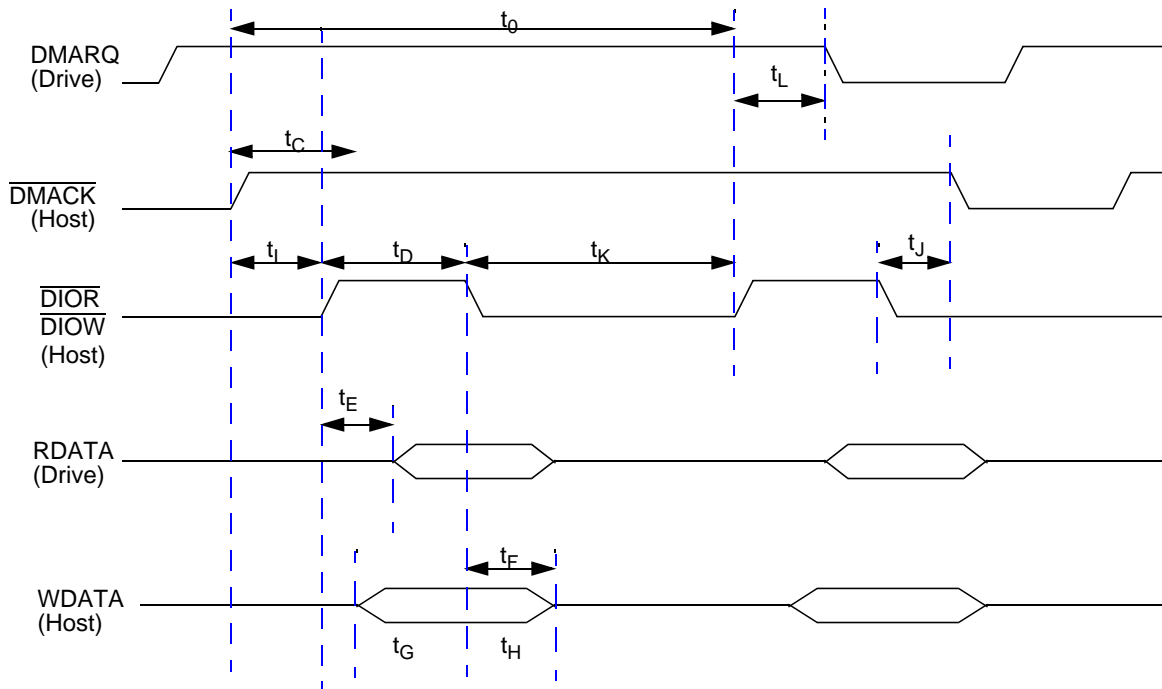 t0
DMARQ
(Drive)
tL
tC
DMACK
(Host)
tI tD tK tJ
DIOR
DIOW
(Host)
tE
RDATA
(Drive)
tF
WDATA
(Host)
tG tH